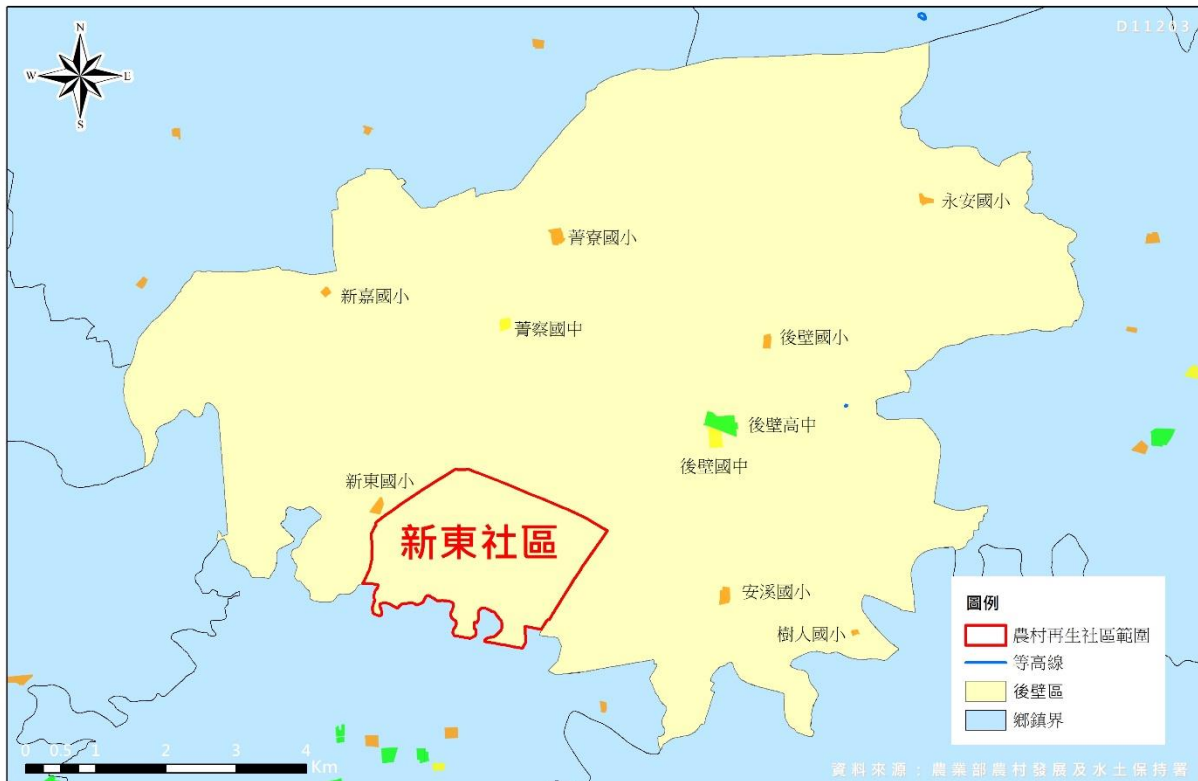 N
W E
S
D11203
永安國小
菁寮國小
新嘉國小
菁寮國中
後壁國小
後壁高中
後壁國中
新東國小
新東社區
安溪國小
樹人國小
圖例
農村再生社區範圍
等高線
後壁區
鄉鎮界
0 0.5 1 2 3 4
Km
資料來源：農業部農村發展及水土保持署